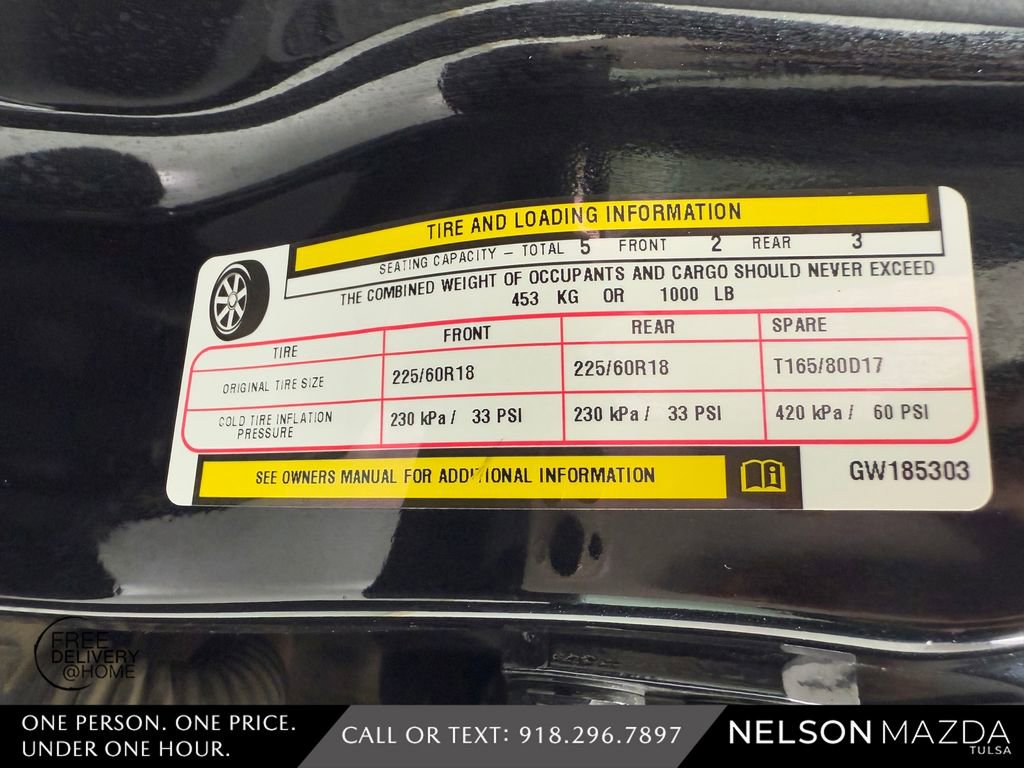 TIRE AND LOADING INFORMATION
SEATING CAPACITY – TOTAL 5 FRONT 2 REAR 3
THE COMBINED WEIGHT OF OCCUPANTS AND CARGO SHOULD NEVER EXCEED
453 KG OR 1000 LB
TIRE FRONT REAR SPARE
ORIGINAL TIRE SIZE 225/60R18 225/60R18 T165/80D17
COLD TIRE INFLATION
PRESSURE 230 kPa / 33 PSI 230 kPa / 33 PSI 420 kPa / 60 PSI
SEE OWNERS MANUAL FOR ADDITIONAL INFORMATION
GW185303
FREE
DELIVERY
@HOME
ONE PERSON. ONE PRICE.
UNDER ONE HOUR.
CALL OR TEXT: 918.296.7897
NELSON MAZDA
TULSA